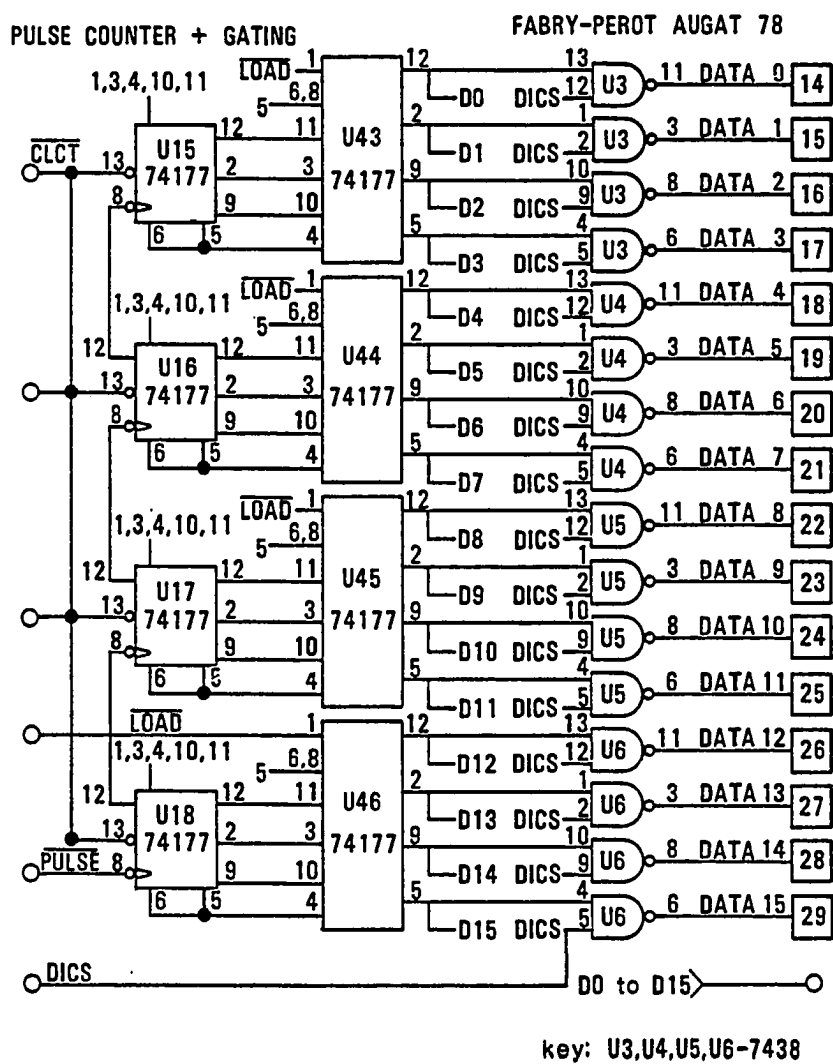 PULSE COUNTER + GATING
FABRY-PEROT AUGAT 78
1,3,4,10,11
LOAD 1 12 13 U3 11 DATA 0 14
5 6,8 D0 DICS 12
CLCT 13 U15 74177 12 11 U43 74177 2 1 U3 3 DATA 1 15
D1 DICS 2
2 3 9 10 U3 8 DATA 2 16
8 9 10 D2 DICS 9
6 5 4 5 4 U3 6 DATA 3 17
D3 DICS 5
1,3,4,10,11
LOAD 1 12 13 U4 11 DATA 4 18
5 6,8 D4 DICS 12
12 U16 74177 12 11 U44 74177 2 1 U4 3 DATA 5 19
D5 DICS 2
13 2 3 9 10 U4 8 DATA 6 20
8 9 10 D6 DICS 9
6 5 4 5 4 U4 6 DATA 7 21
D7 DICS 5
1,3,4,10,11
LOAD 1 12 13 U5 11 DATA 8 22
5 6,8 D8 DICS 12
12 U17 74177 12 11 U45 74177 2 1 U5 3 DATA 9 23
D9 DICS 2
13 2 3 9 10 U5 8 DATA 10 24
8 9 10 D10 DICS 9
6 5 4 5 4 U5 6 DATA 11 25
D11 DICS 5
LOAD 1 12 13 U6 11 DATA 12 26
1,3,4,10,11 5 6,8 D12 DICS 12
12 U18 74177 12 11 U46 74177 2 1 U6 3 DATA 13 27
D13 DICS 2
13 2 3 9 10 U6 8 DATA 14 28
PULSE 8 9 10 D14 DICS 9
6 5 4 5 4 U6 6 DATA 15 29
D15 DICS 5
DICS D0 to D15
key: U3,U4,U5,U6-7438